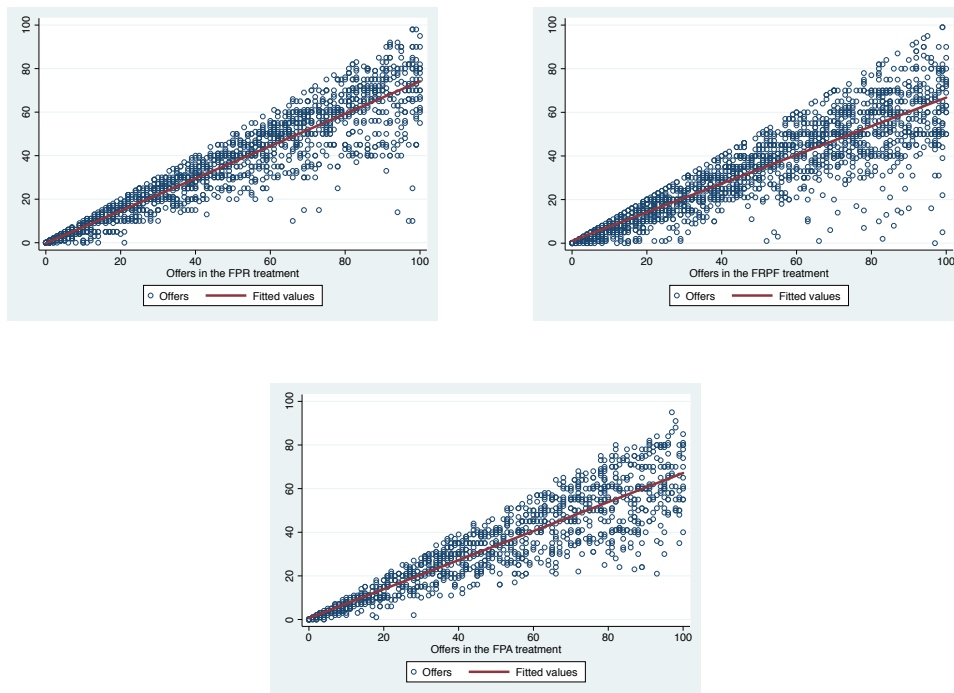 100
80
60
40
20
0
0 20 40 60 80 100
Offers in the FPR treatment
Offers Fitted values
100
80
60
40
20
0
0 20 40 60 80 100
Offers in the FRPF treatment
Offers Fitted values
100
80
60
40
20
0
0 20 40 60 80 100
Offers in the FPA treatment
Offers Fitted values